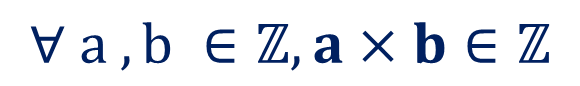 ∀ a ,b ∈ ℤ, a × b ∈ ℤ